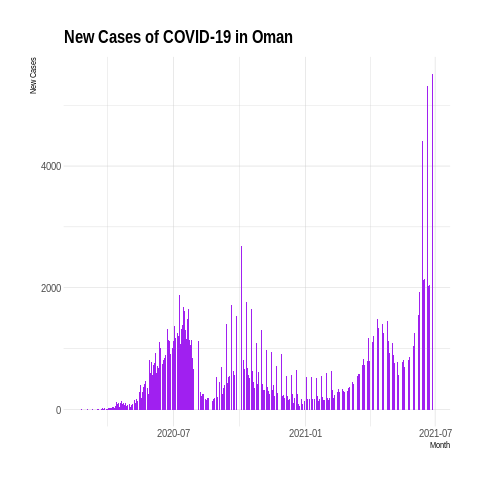 New Cases of COVID-19 in Oman
New Cases
4000
2000
0
2020-07
2021-01
2021-07
Month